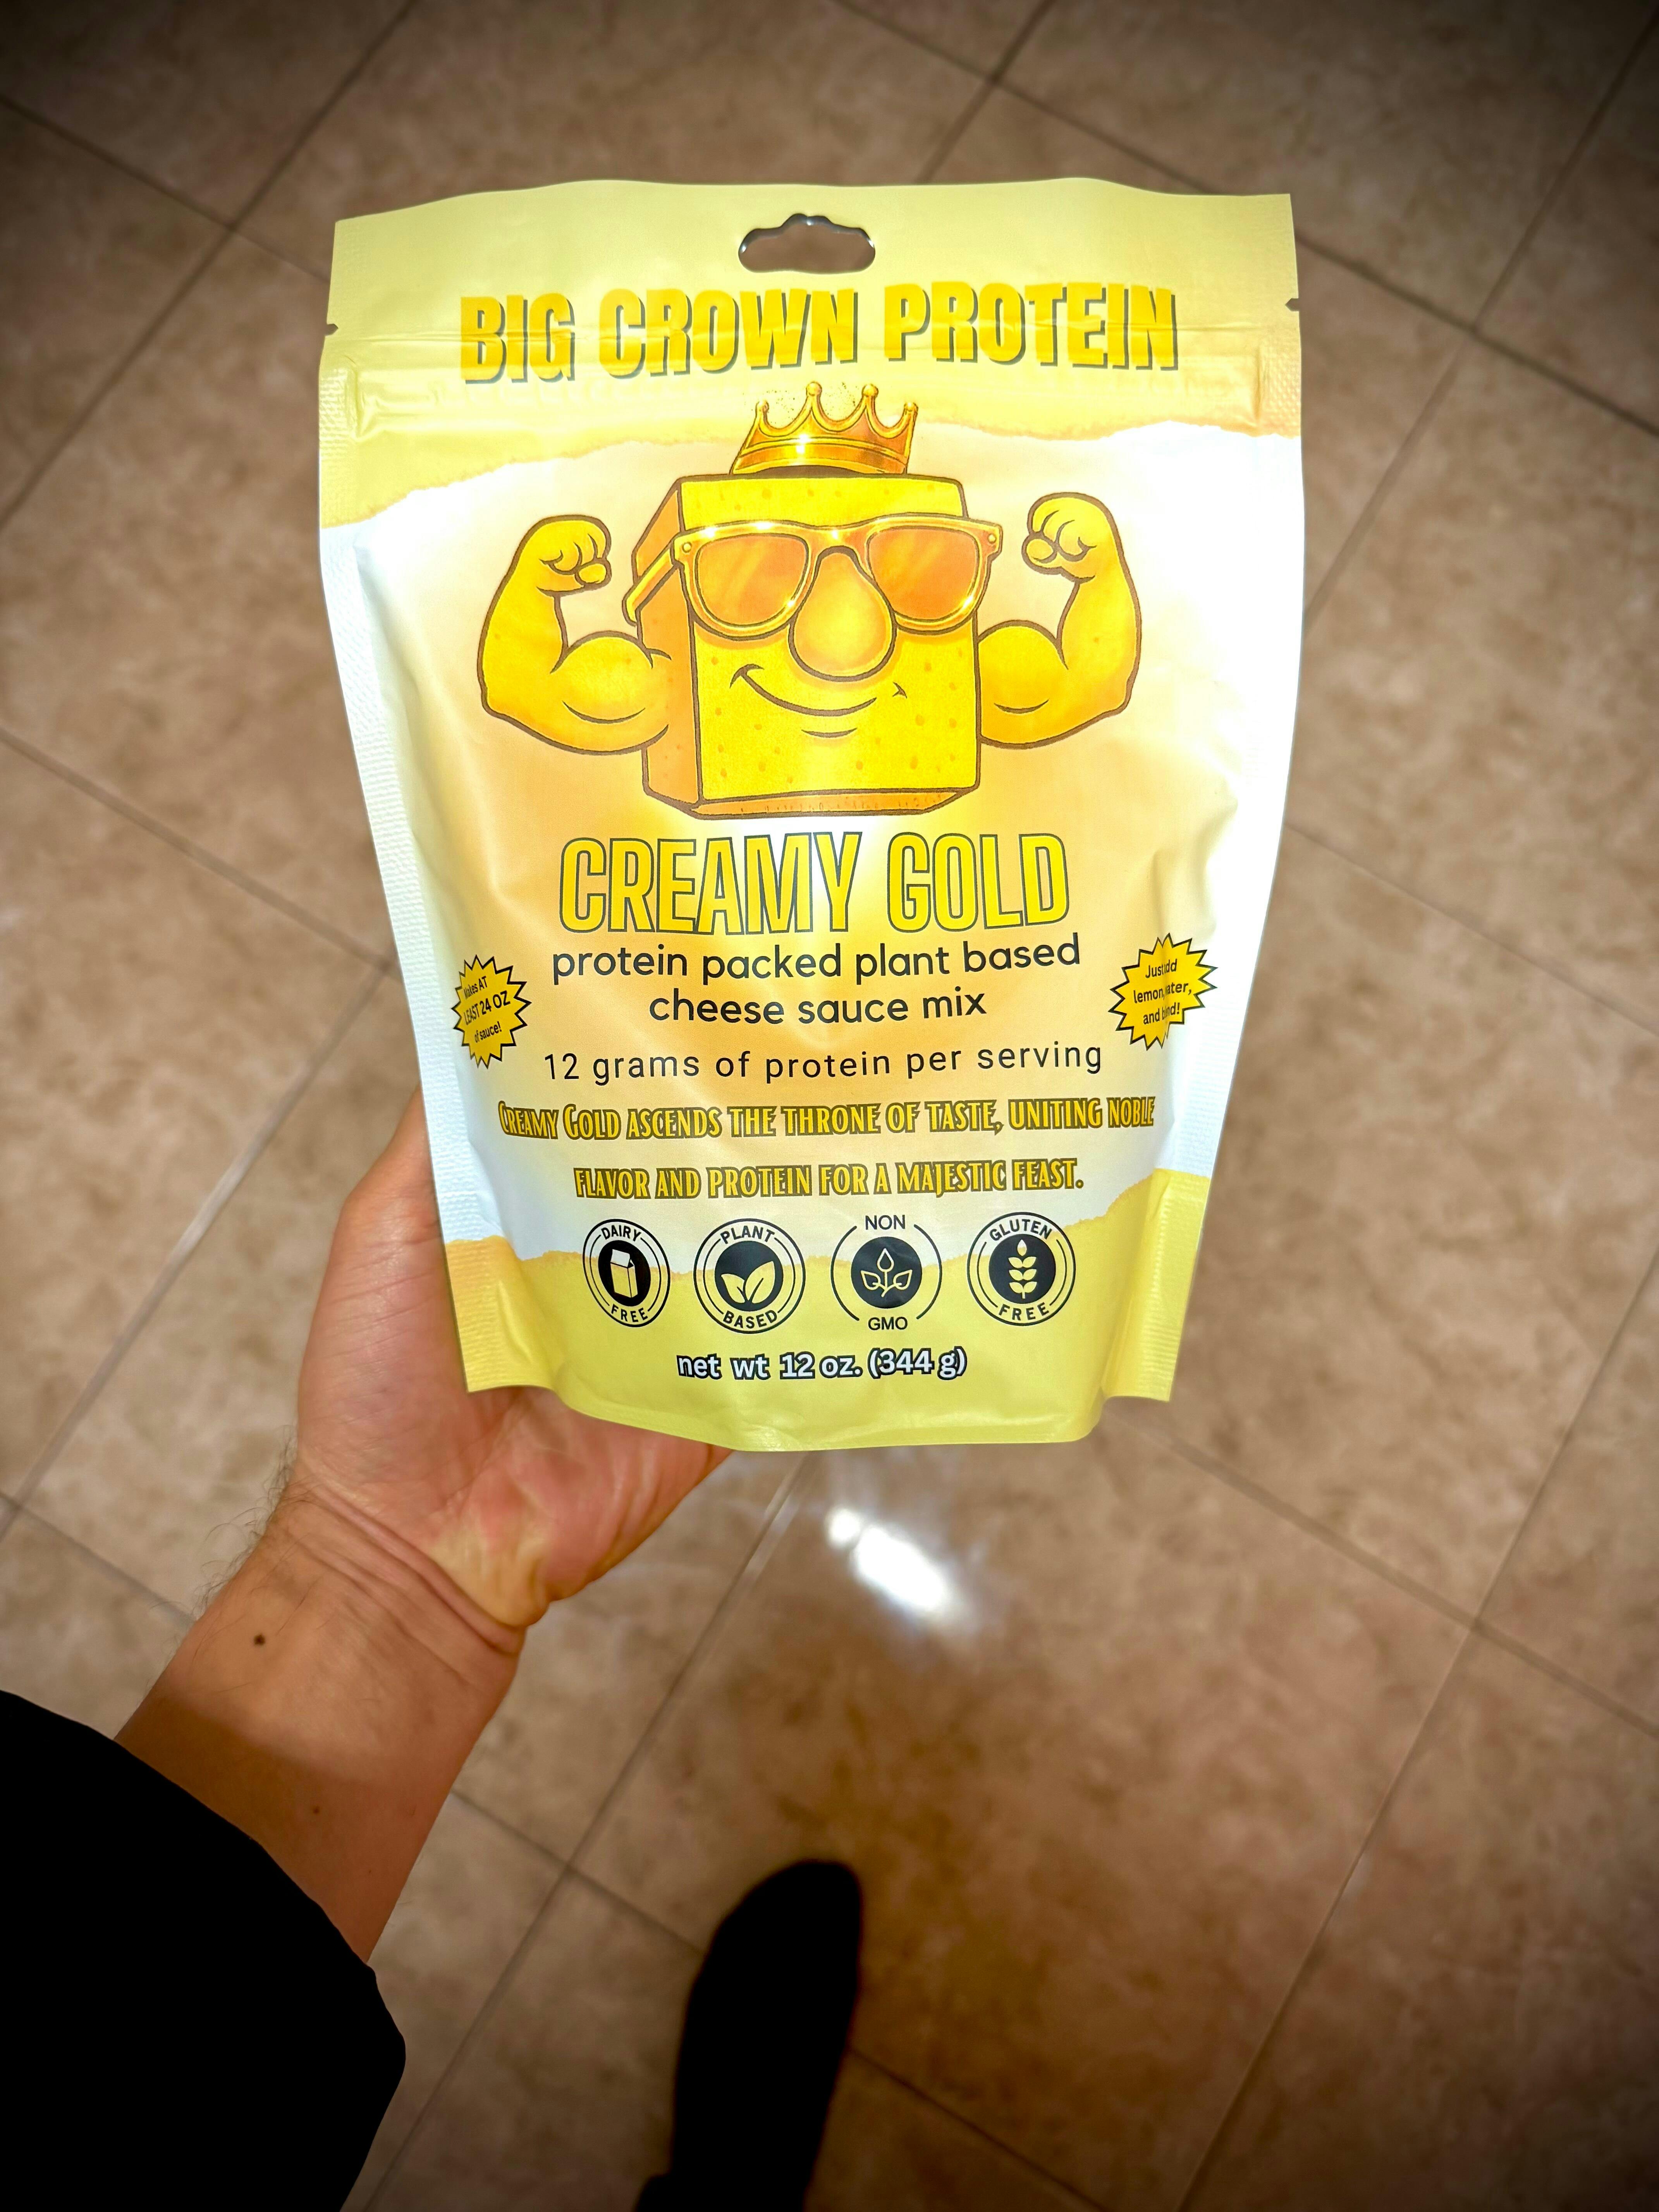 BIG CROWN PROTEIN
CREAMY GOLD
protein packed plant based
cheese sauce mix
Makes AT
LEAST 24 OZ
of sauce!
Just add
lemon, water,
and blend!
12 grams of protein per serving
CREAMY GOLD ASCENDS THE THRONE OF TASTE, UNITING NOBLE
FLAVOR AND PROTEIN FOR A MAJESTIC FEAST.
DAIRY
FREE
PLANT
BASED
NON
GMO
GLUTEN
FREE
net wt 12 oz. (344 g)